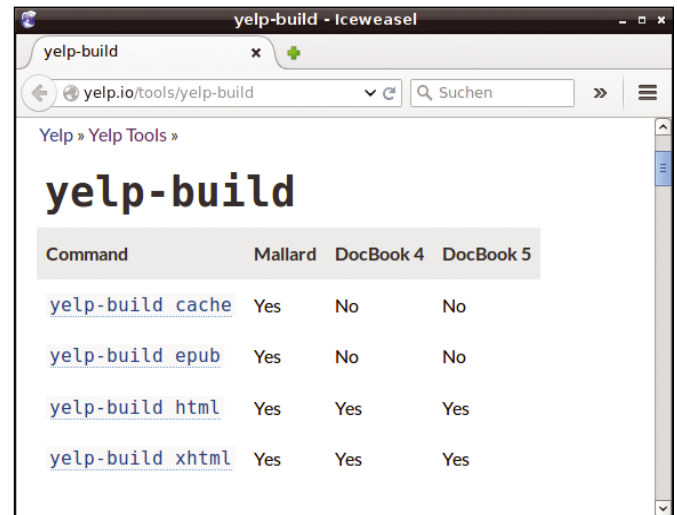 yelp-build - Iceweasel
yelp-build
yelp.io/tools/yelp-build Suchen »
Yelp » Yelp Tools »
yelp-build
Command Mallard DocBook 4 DocBook 5
yelp-build cache Yes No No
yelp-build epub Yes No No
yelp-build html Yes Yes Yes
yelp-build xhtml Yes Yes Yes